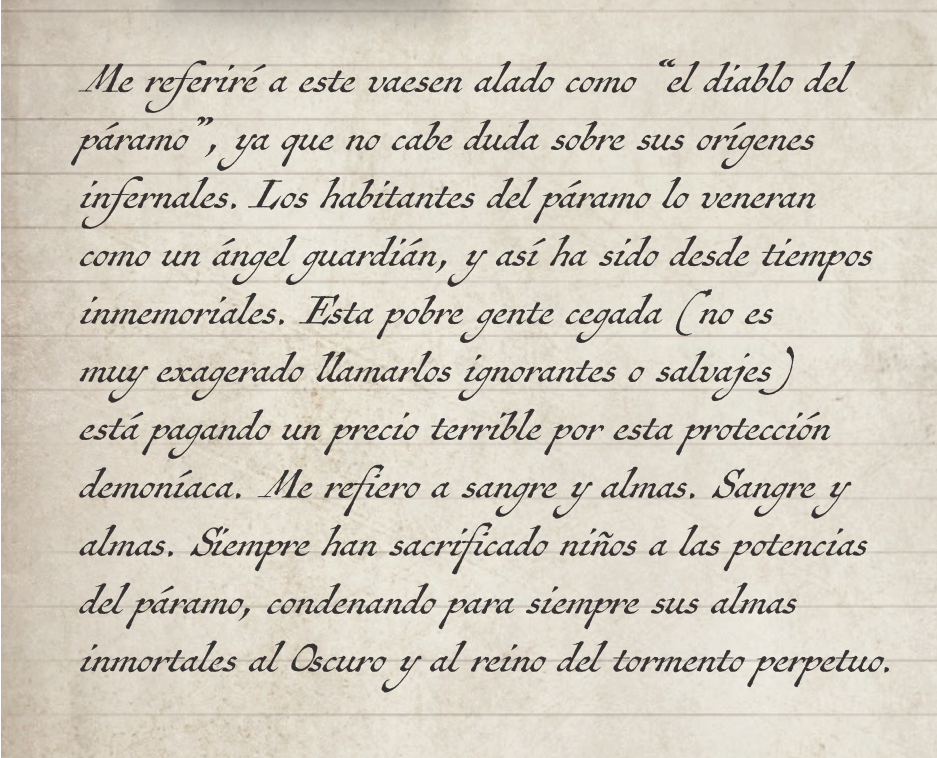 Me referiré a este vaesen alado como “el diablo del
páramo”, ya que no cabe duda sobre sus orígenes
infernales. Los habitantes del páramo lo veneran
como un ángel guardián, y así ha sido desde tiempos
inmemoriales. Esta pobre gente cegada (no es
muy exagerado llamarlos ignorantes o salvajes)
está pagando un precio terrible por esta protección
demoníaca. Me refiero a sangre y almas. Sangre y
almas. Siempre han sacrificado niños a las potencias
del páramo, condenando para siempre sus almas
inmortales al Oscuro y al reino del tormento perpetuo.